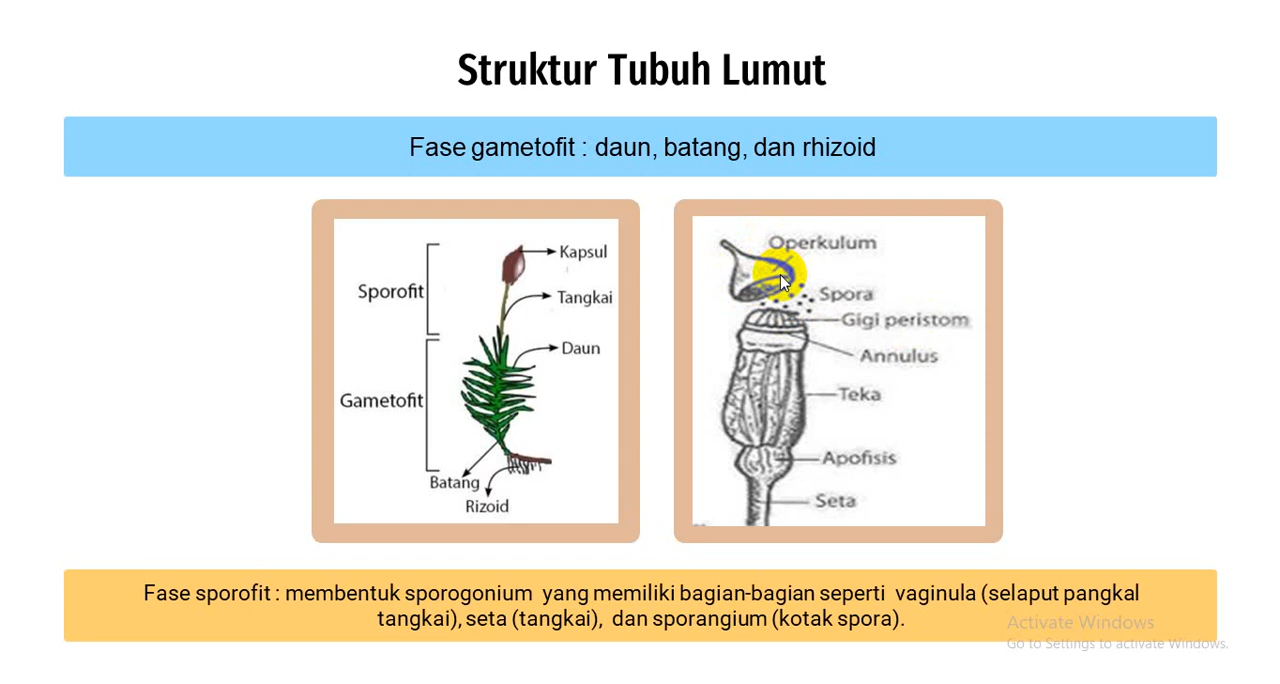 Struktur Tubuh Lumut
Fase gametofit : daun, batang, dan rhizoid
Kapsul
Sporofit
Tangkai
Daun
Gametofit
Batang
Rizoid
Operkulum
Spora
Gigi peristom
Annulus
Teka
Apofisis
Seta
Fase sporofit : membentuk sporogonium yang memiliki bagian-bagian seperti vaginula (selaput pangkal
tangkai), seta (tangkai), dan sporangium (kotak spora).
Activate Windows
Go to Settings to activate Windows.